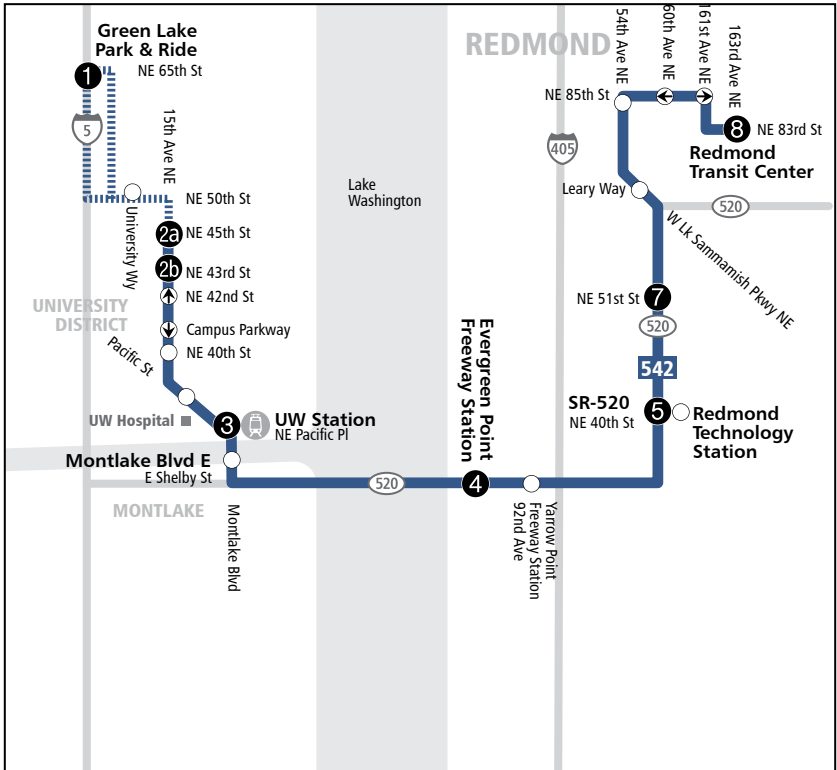 Green Lake
Park & Ride
1
NE 65th St
5
15th Ave NE
NE 50th St
University Wy
2a
NE 45th St
2b
NE 43rd St
NE 42nd St
UNIVERSITY
DISTRICT
Campus Parkway
NE 40th St
Pacific St
UW Hospital
3
UW Station
NE Pacific Pl
Montlake Blvd E
E Shelby St
MONTLAKE
Montlake Blvd
Lake
Washington
520
Evergreen Point
Freeway Station
4
Yarrow Point
Freeway Station
92nd Ave
REDMOND
405
54th Ave NE
60th Ave NE
161st Ave NE
163rd Ave NE
NE 85th St
8
NE 83rd St
Redmond
Transit Center
Leary Way
520
W Lk Sammamish Pkwy NE
NE 51st St
7
520
542
SR-520
NE 40th St
5
Redmond
Technology
Station